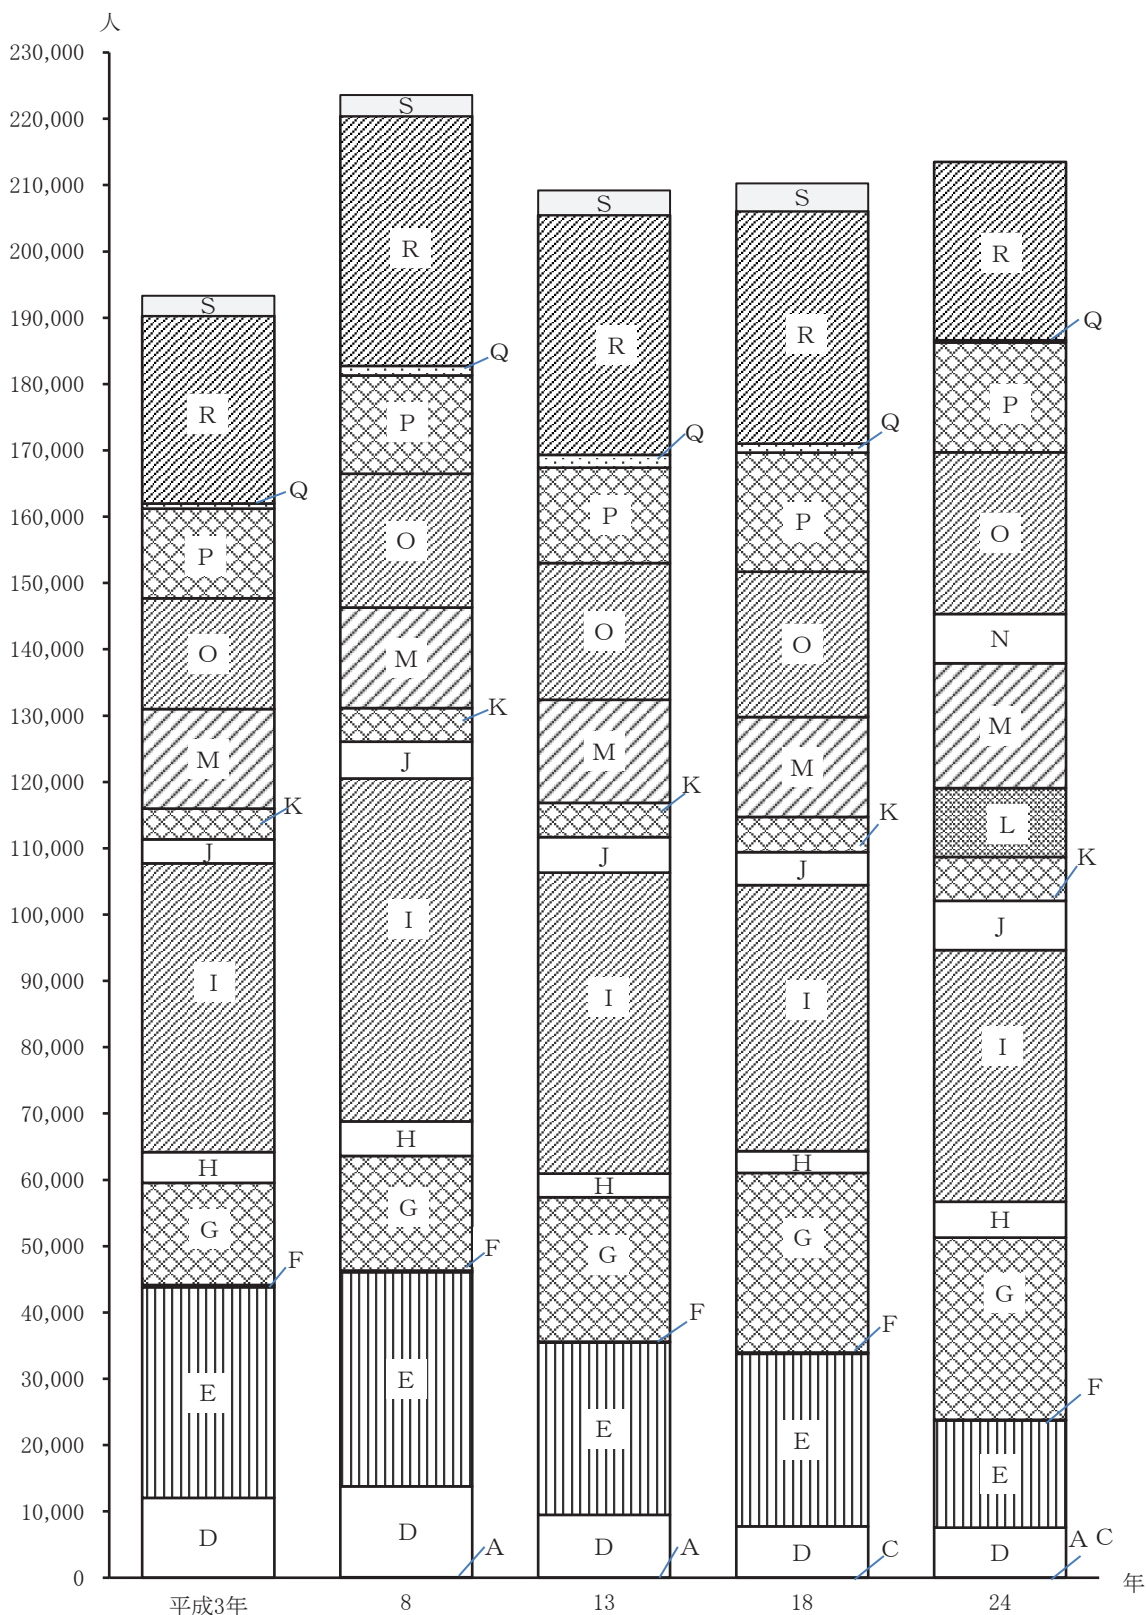 人
230,000
220,000
210,000
200,000
190,000
180,000
170,000
160,000
150,000
140,000
130,000
120,000
110,000
100,000
90,000
80,000
70,000
60,000
50,000
40,000
30,000
20,000
10,000
0
S
R
Q
P
O
M
K
J
I
H
G
F
E
D
平成3年
S
R
Q
P
O
M
K
J
I
H
G
F
E
D
A
8
S
R
Q
P
O
M
K
J
I
H
G
F
E
D
A
13
S
R
Q
P
O
M
K
J
I
H
G
F
E
D
C
18
R
Q
P
O
N
M
L
K
J
I
H
G
F
E
D
A C
24
年